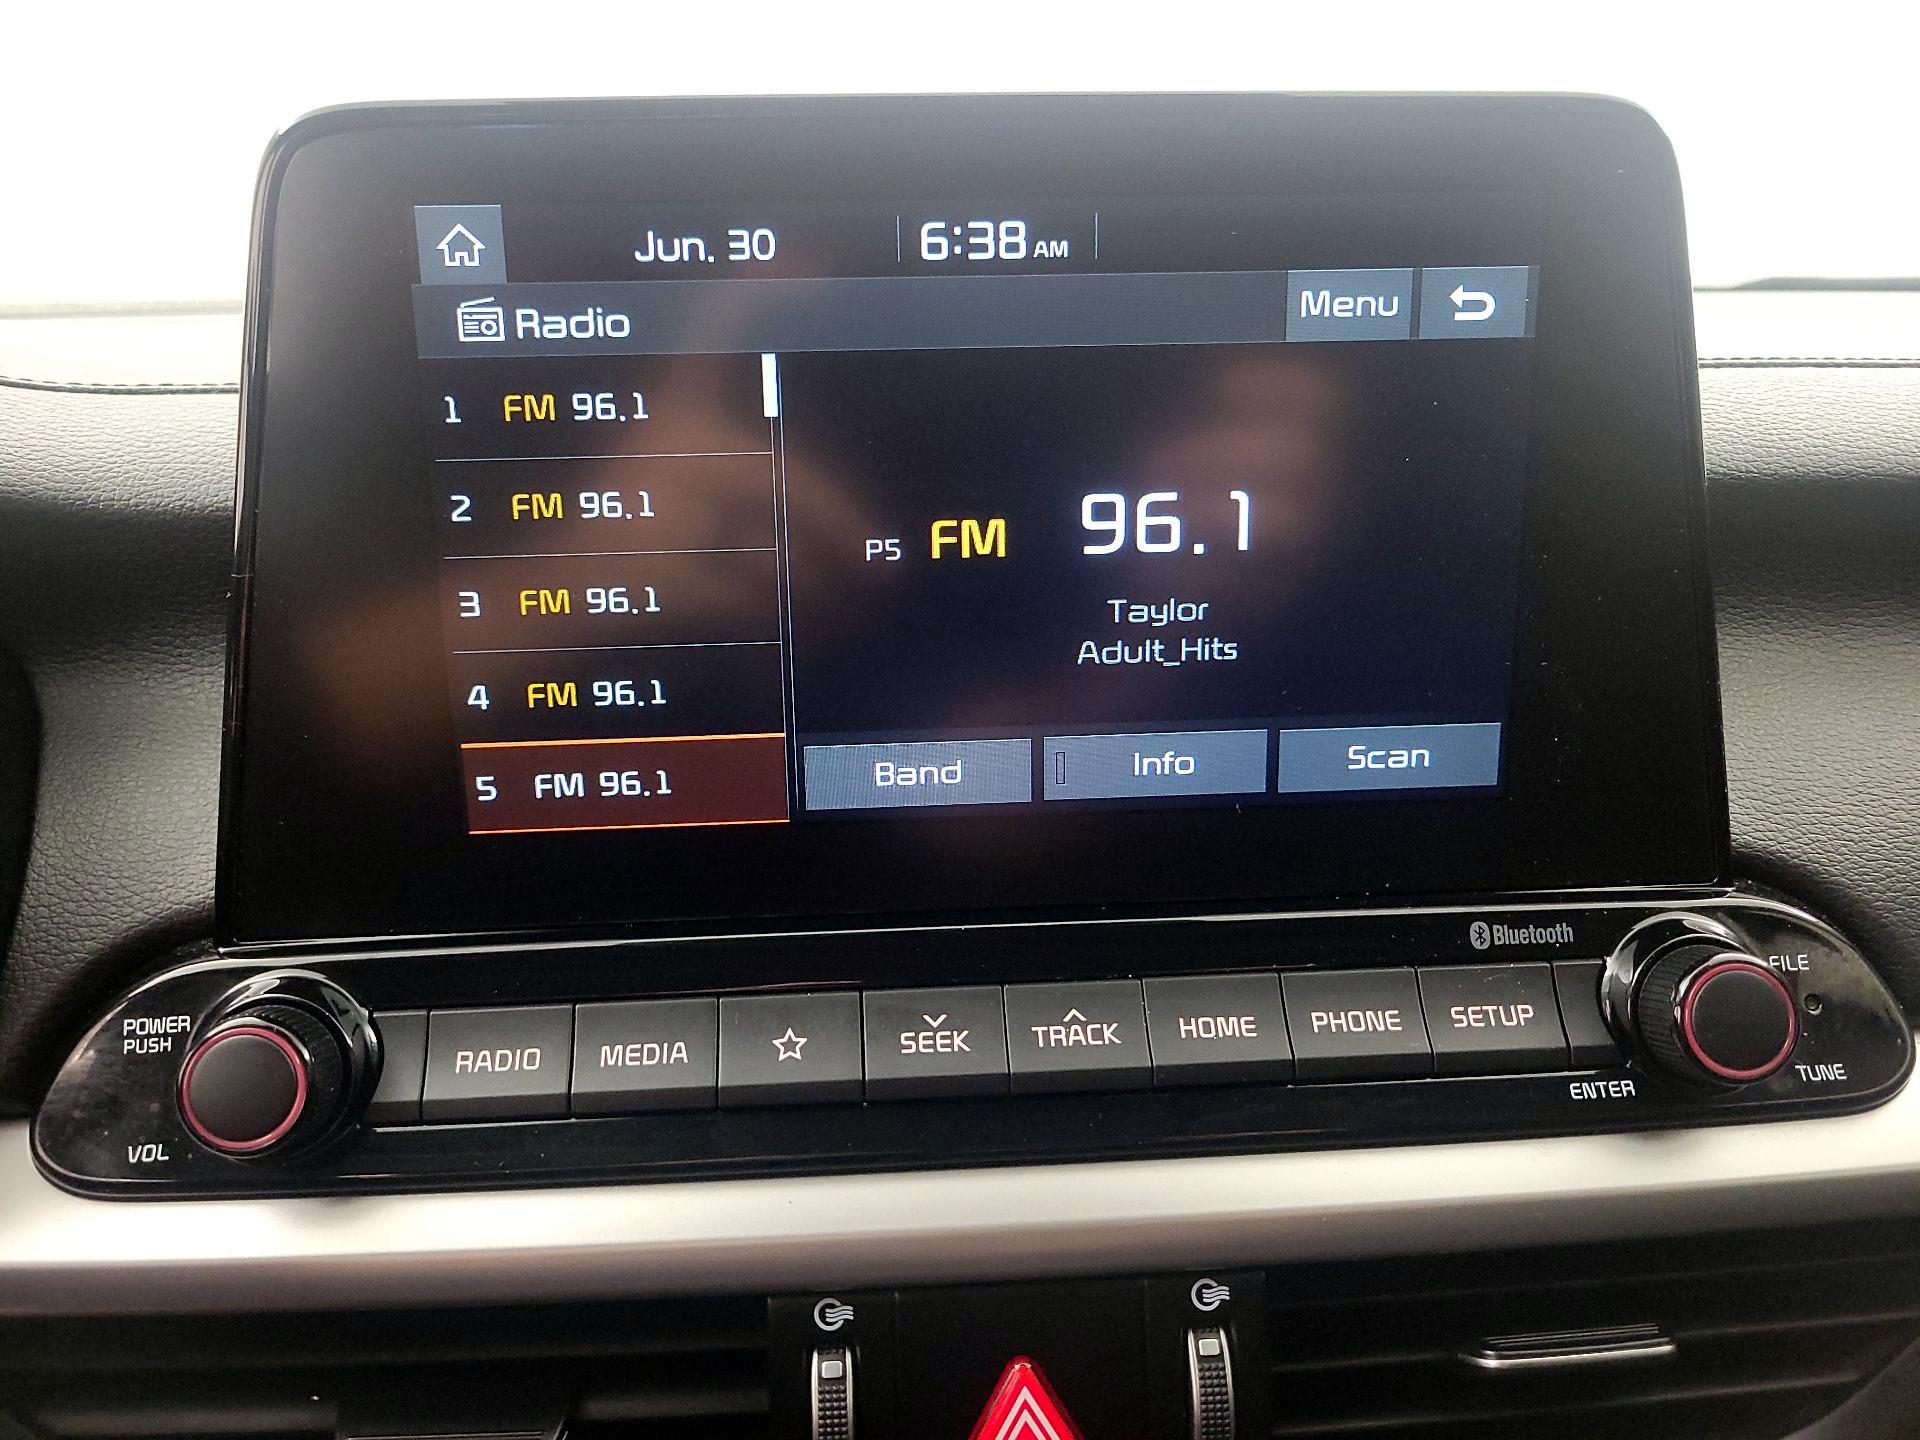 Jun. 30
6:38 AM
Radio
Menu
1 FM 96.1
2 FM 96.1
3 FM 96.1
4 FM 96.1
5 FM 96.1
P5 FM 96.1
Taylor
Adult_Hits
Band
Info
Scan
Bluetooth
POWER
PUSH
VOL
RADIO
MEDIA
SEEK
TRACK
HOME
PHONE
SETUP
FILE
TUNE
ENTER